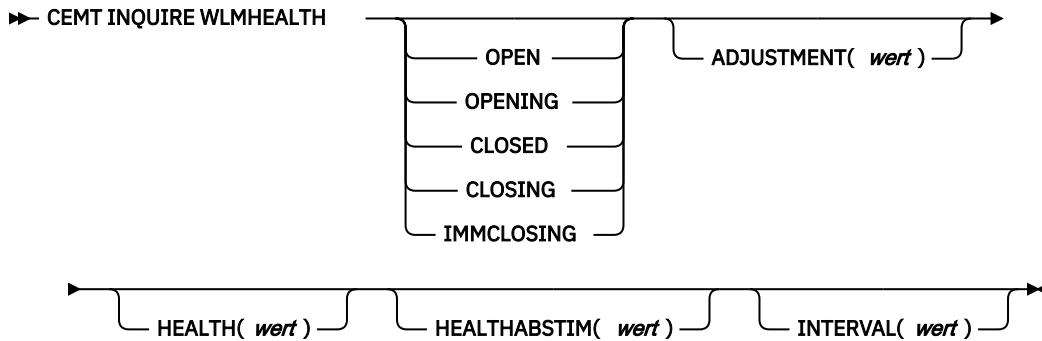 CEMT INQUIRE WLMHEALTH
OPEN
OPENING
CLOSED
CLOSING
IMMCLOSING
ADJUSTMENT( wert )
HEALTH( wert )
HEALTHABSTIM( wert )
INTERVAL( wert )